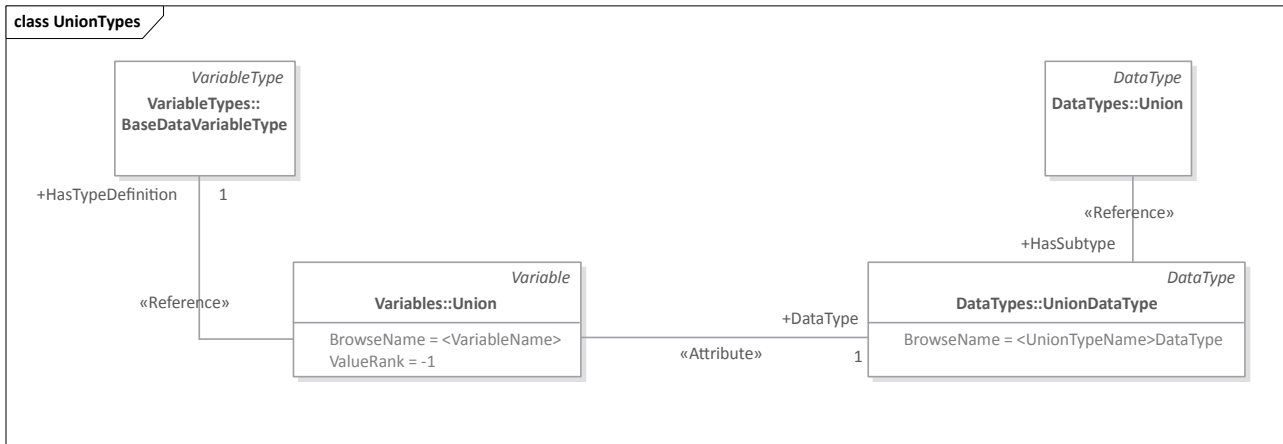 class UnionTypes
VariableType
VariableTypes::
BaseDataVariableType
DataType
DataTypes::Union
+HasTypeDefinition
1
«Reference»
+HasSubtype
«Reference»
Variable
Variables::Union
BrowseName = <VariableName>
ValueRank = -1
+DataType
«Attribute»
1
DataType
DataTypes::UnionDataType
BrowseName = <UnionTypeName>DataType